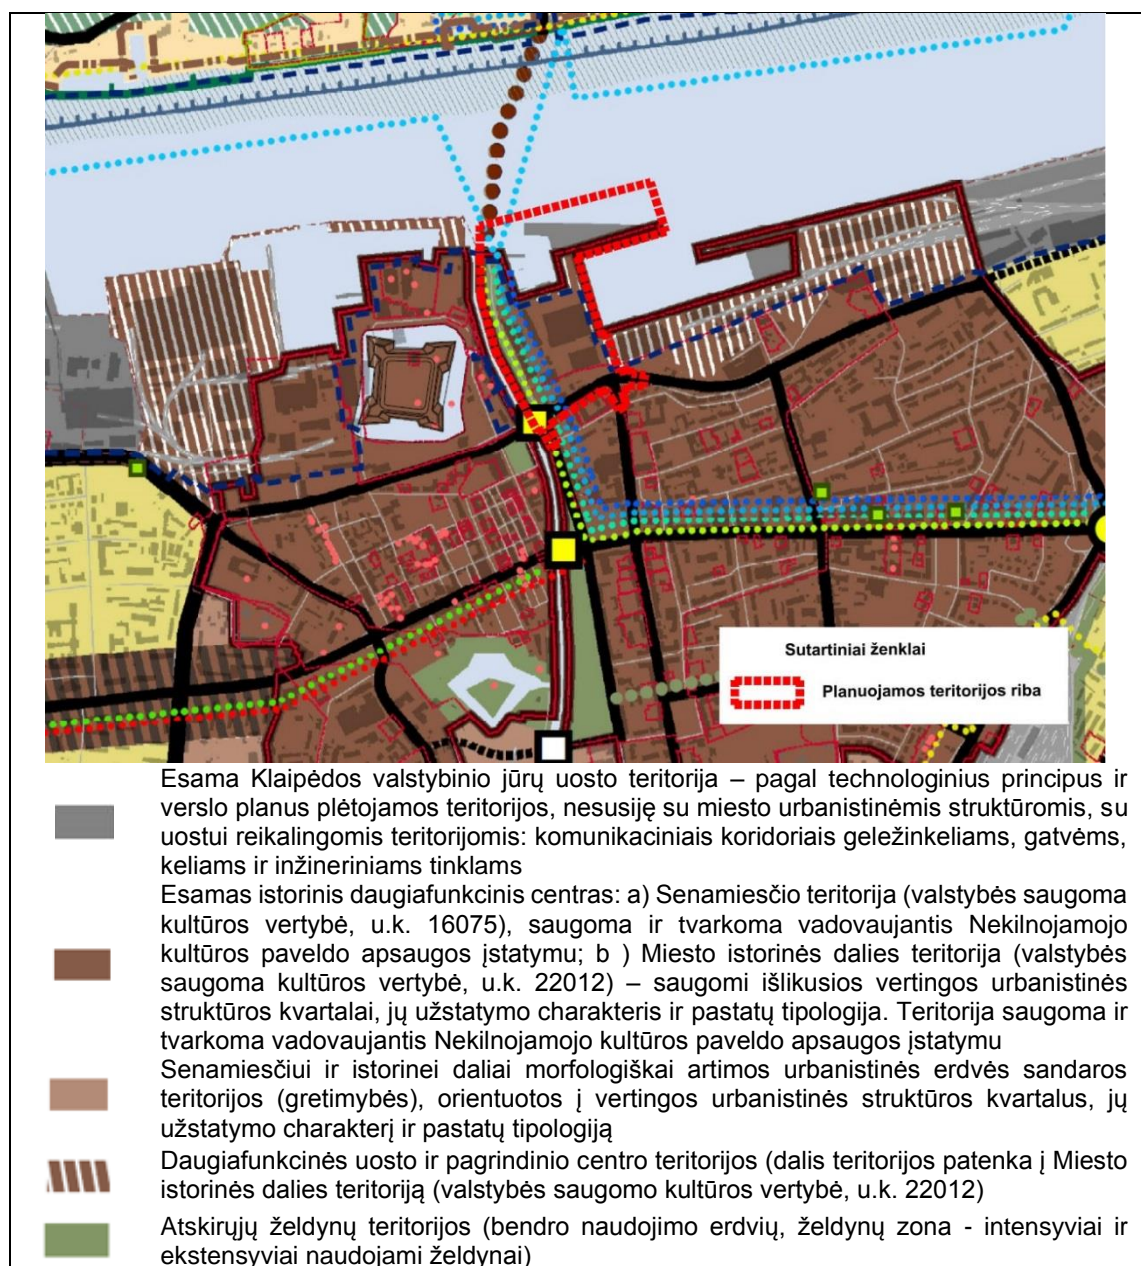 Sutartiniai ženklai
Planuojamos teritorijos riba
Esama Klaipėdos valstybinio jūrų uosto teritorija – pagal technologinius principus ir
verslo planus plėtojamos teritorijos, nesusiję su miesto urbanistinėmis struktūromis, su
uostui reikalingomis teritorijomis: komunikaciniais koridoriais geležinkeliams, gatvėms,
keliams ir inžineriniams tinklams
Esamas istorinis daugiafunkcinis centras: a) Senamiesčio teritorija (valstybės saugoma
kultūros vertybė, u.k. 16075), saugoma ir tvarkoma vadovaujantis Nekilnojamojo
kultūros paveldo apsaugos įstatymu; b ) Miesto istorinės dalies teritorija (valstybės
saugoma kultūros vertybė, u.k. 22012) – saugomi išlikusios vertingos urbanistinės
struktūros kvartalai, jų užstatymo charakteris ir pastatų tipologija. Teritorija saugoma ir
tvarkoma vadovaujantis Nekilnojamojo kultūros paveldo apsaugos įstatymu
Senamiesčiui ir istorinei daliai morfologiškai artimos urbanistinės erdvės sandaros
teritorijos (gretimybės), orientuotos į vertingos urbanistinės struktūros kvartalus, jų
užstatymo charakterį ir pastatų tipologiją
Daugiafunkcinės uosto ir pagrindinio centro teritorijos (dalis teritorijos patenka į Miesto
istorinės dalies teritoriją (valstybės saugomo kultūros vertybė, u.k. 22012)
Atskirųjų želdynų teritorijos (bendro naudojimo erdvių, želdynų zona - intensyviai ir
ekstensyviai naudojami želdynai)